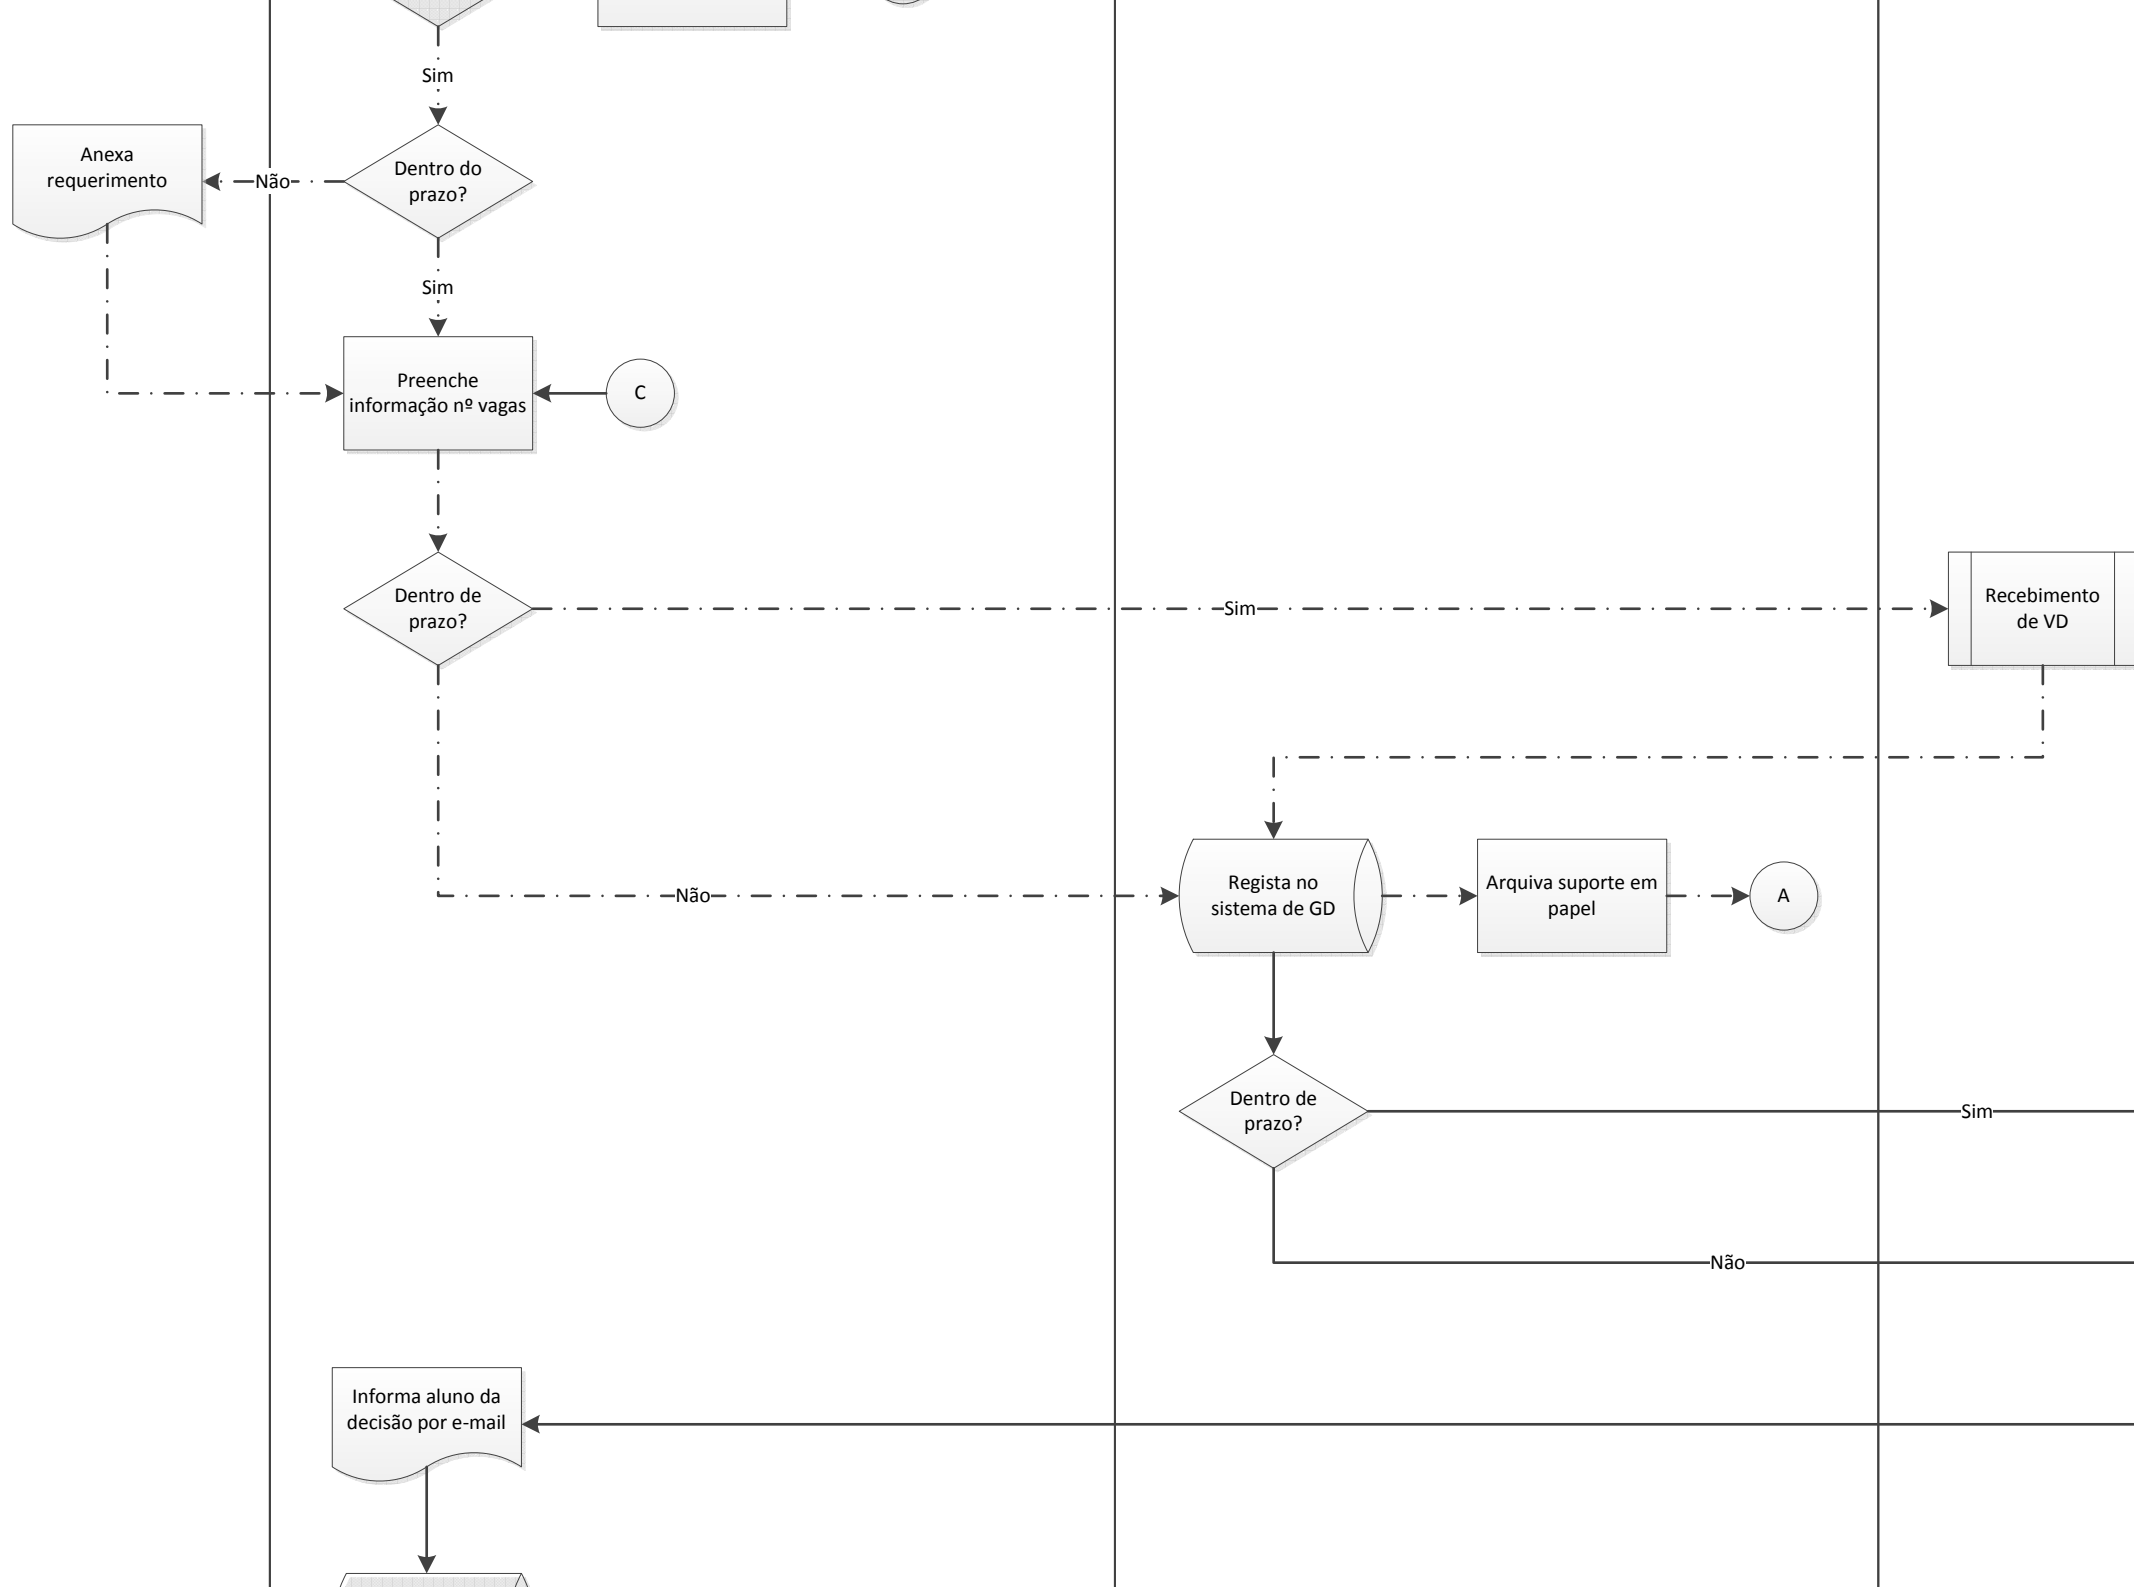 Sim
Anexa
requerimento
Não
Dentro do
prazo?
Sim
Preenche
informação nº vagas
C
Dentro de
prazo?
Sim
Recebimento
de VD
Não
Regista no
sistema de GD
Arquiva suporte em
papel
A
Dentro de
prazo?
Sim
Não
Informa aluno da
decisão por e-mail